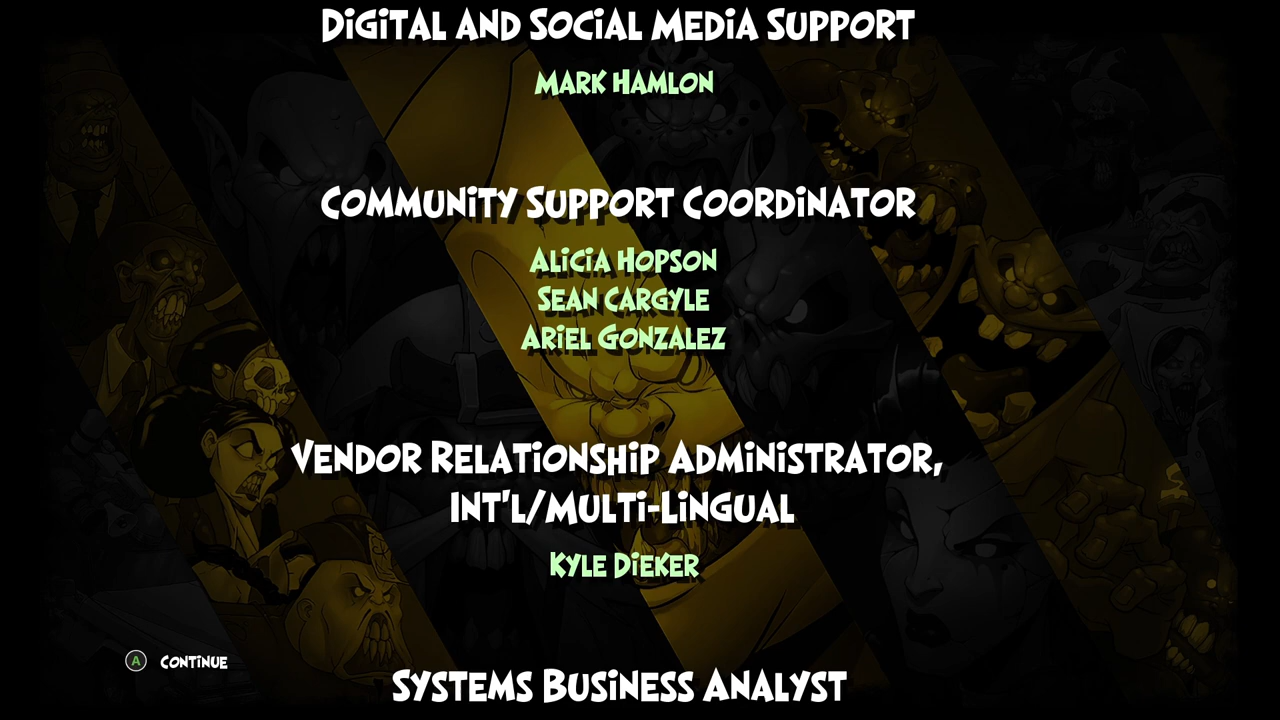 Digital and Social Media Support
Mark Hamlon
Community Support Coordinator
Alicia Hopson
Sean Cargyle
Ariel Gonzalez
Vendor Relationship Administrator,
Int'l/Multi-Lingual
Kyle Dieker
Systems Business Analyst
A Continue